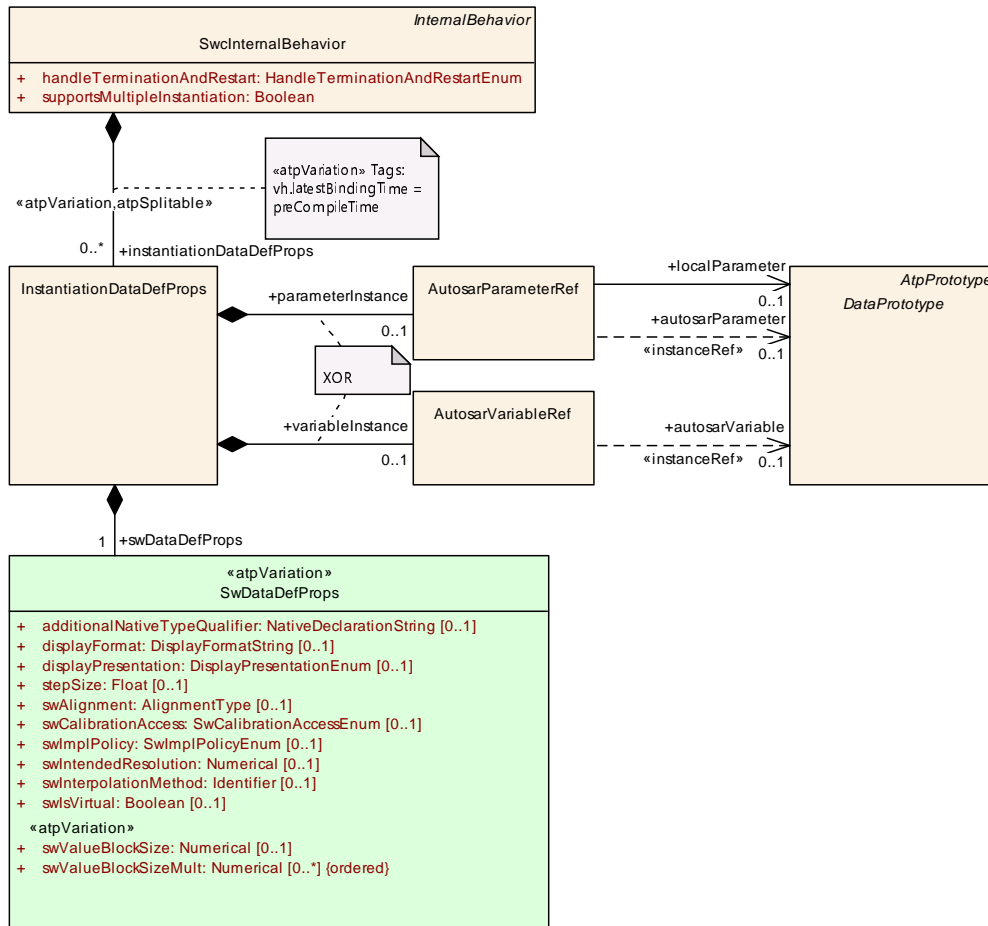 InternalBehavior
SwcInternalBehavior
+ handleTerminationAndRestart: HandleTerminationAndRestartEnum
+ supportsMultipleInstantiation: Boolean
«atpVariation» Tags:
vh.latestBindingTime =
preCompileTime
«atpVariation,atpSplitable»
0..*
+instantiationDataDefProps
InstantiationDataDefProps
+parameterInstance
0..1
AutosarParameterRef
+localParameter
0..1
+autosarParameter
«instanceRef»
0..1
AtpPrototype
DataPrototype
XOR
+variableInstance
0..1
AutosarVariableRef
+autosarVariable
«instanceRef»
0..1
1
+swDataDefProps
«atpVariation»
SwDataDefProps
+ additionalNativeTypeQualifier: NativeDeclarationString [0..1]
+ displayFormat: DisplayFormatString [0..1]
+ displayPresentation: DisplayPresentationEnum [0..1]
+ stepSize: Float [0..1]
+ swAlignment: AlignmentType [0..1]
+ swCalibrationAccess: SwCalibrationAccessEnum [0..1]
+ swImplPolicy: SwImplPolicyEnum [0..1]
+ swIntendedResolution: Numerical [0..1]
+ swInterpolationMethod: Identifier [0..1]
+ swIsVirtual: Boolean [0..1]
«atpVariation»
+ swValueBlockSize: Numerical [0..1]
+ swValueBlockSizeMult: Numerical [0..*] {ordered}